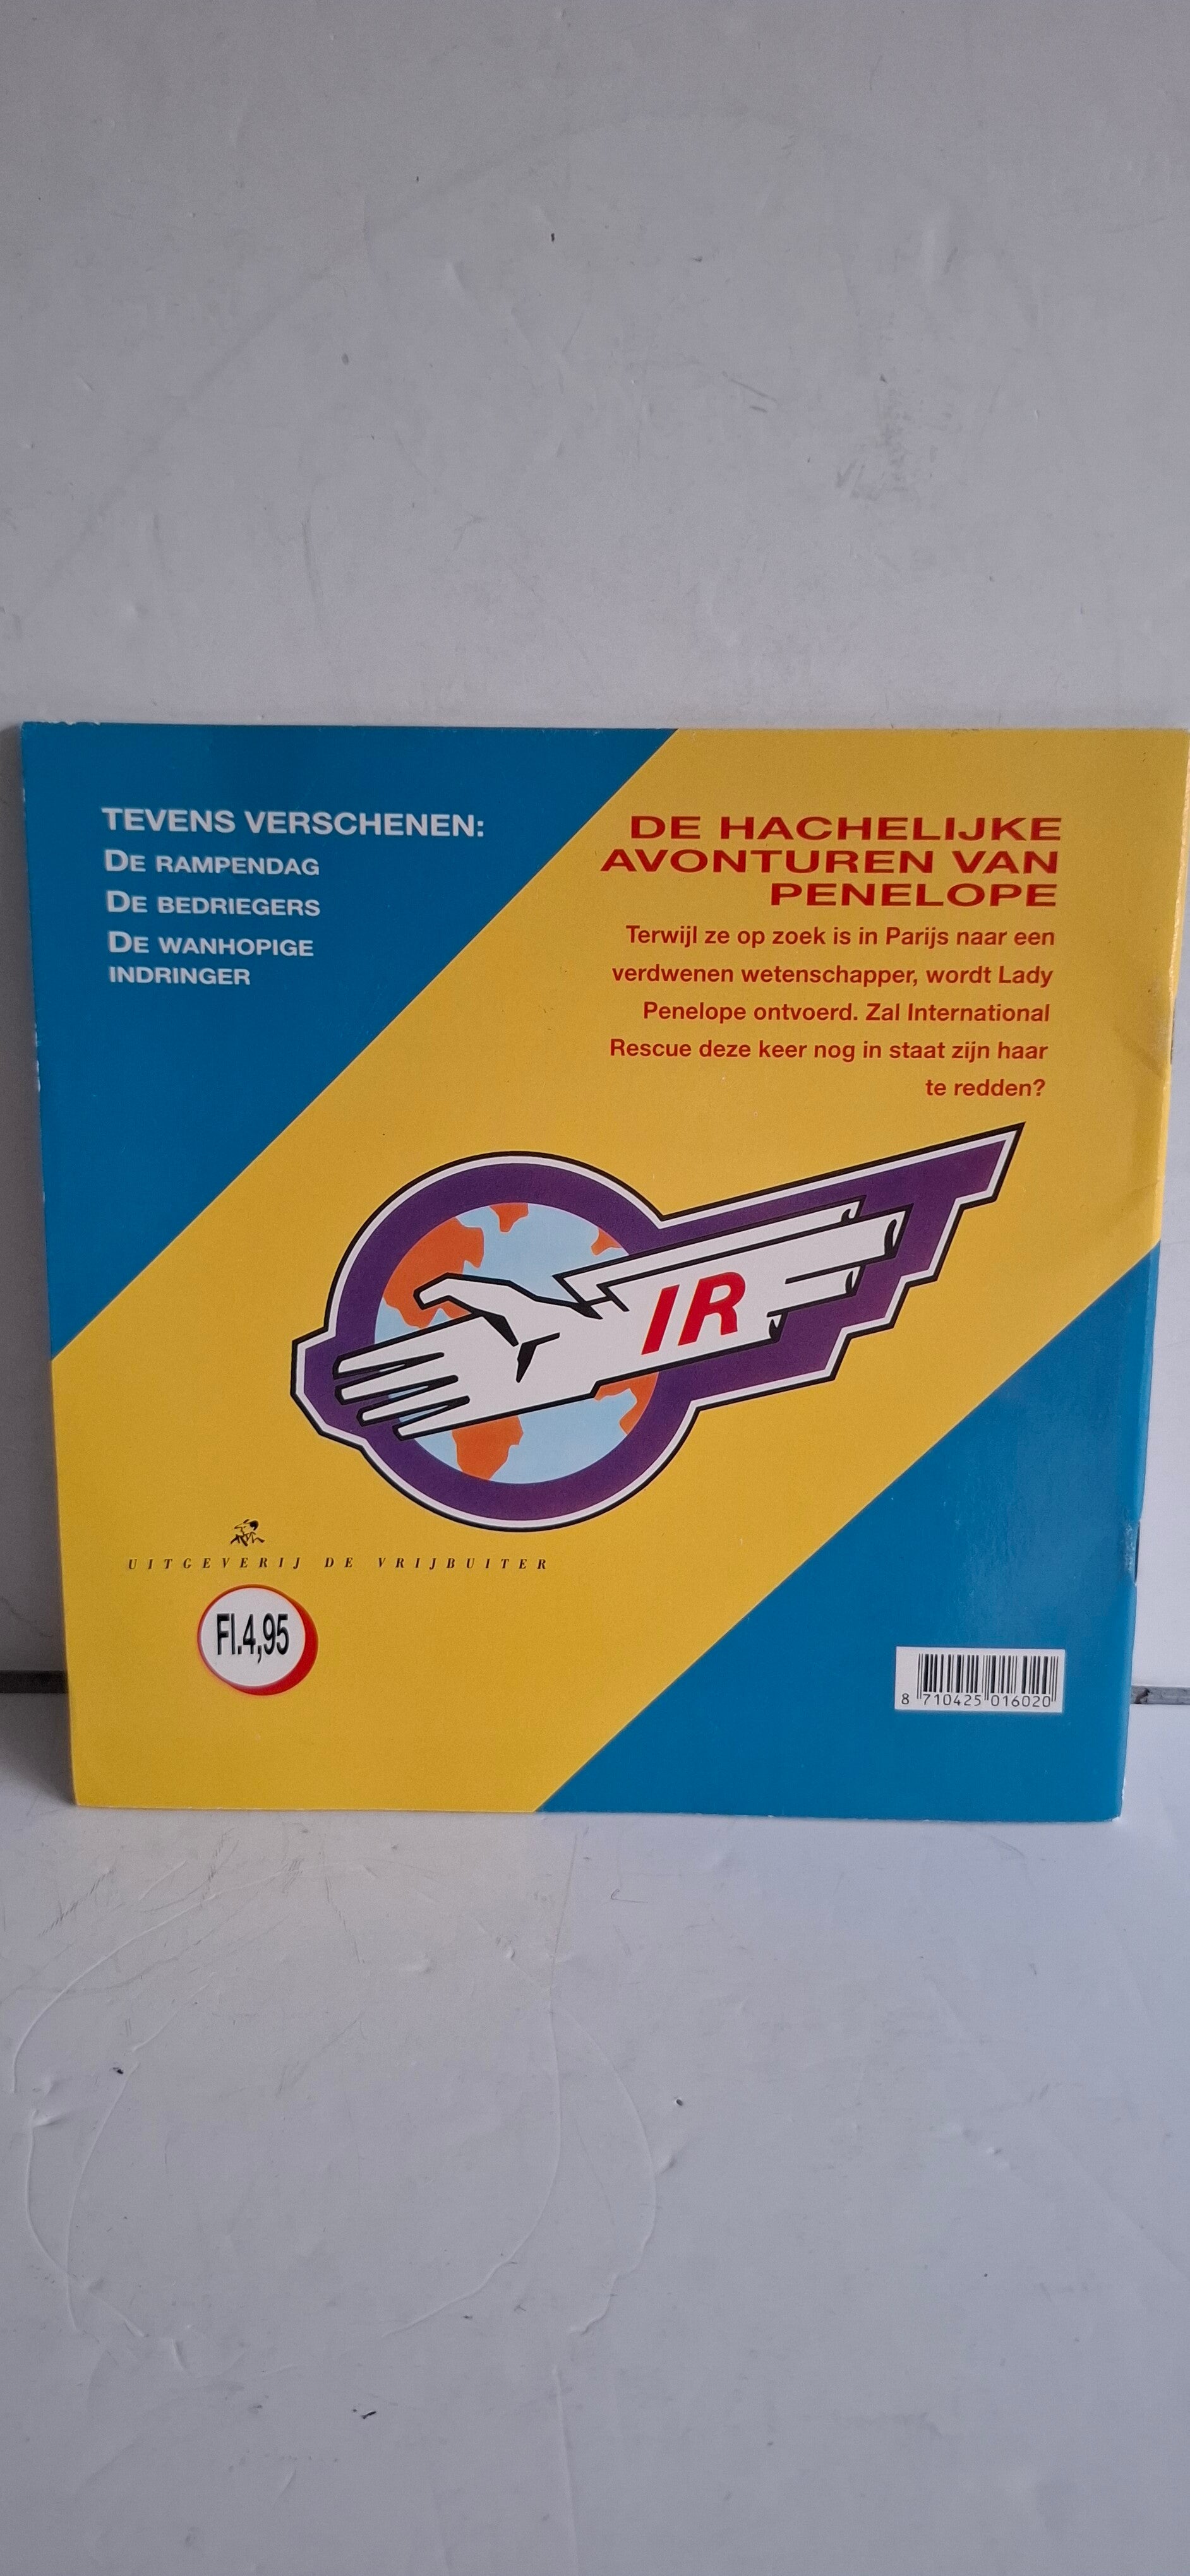 TEVENS VERSCHENEN:
DE RAMPENDAG
DE BEDRIEGERS
DE WANHOPIGE
INDRINGER
DE HACHELIJKE
AVONTUREN VAN
PENELOPE
Terwijl ze op zoek is in Parijs naar een
verdwenen wetenschapper, wordt Lady
Penelope ontvoerd. Zal International
Rescue deze keer nog in staat zijn haar
te redden?
IR
UITGEVERIJ DE VRIJBUITER
Fl.4,95
8 710425 016020